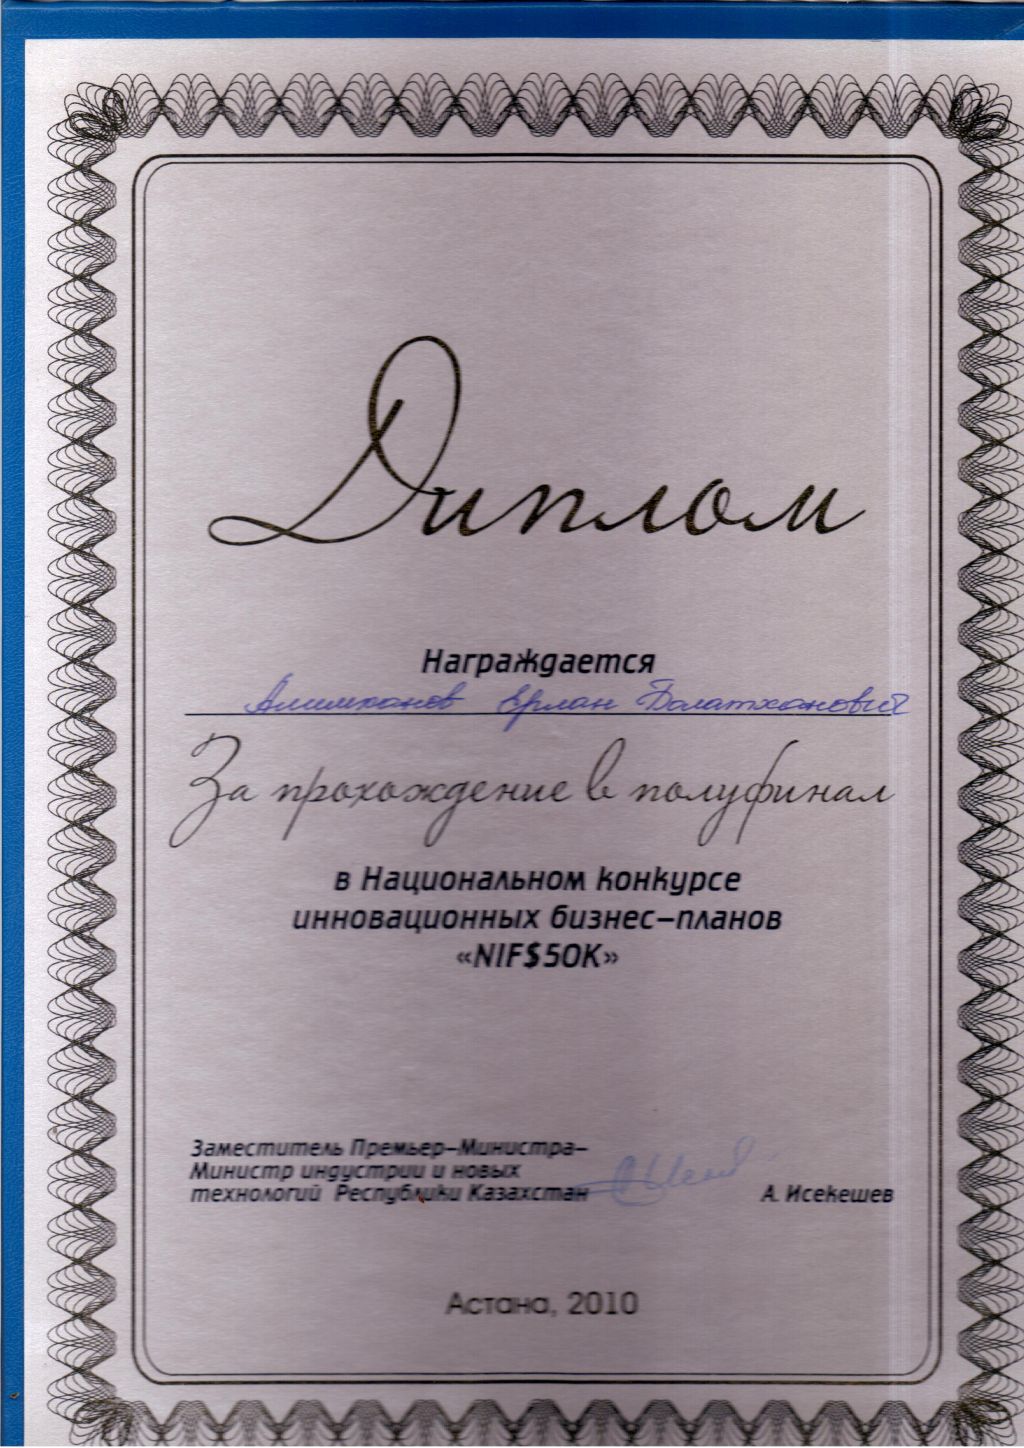 Диплом
Награждается
Алимханов Ерлан Болатханович
За прохождение в полуфинал
в Национальном конкурсе
инновационных бизнес-планов
«NIF$50K»
Заместитель Премьер-Министра-
Министр индустрии и новых
технологий Республики Казахстан
А. Исекешев
Астана, 2010